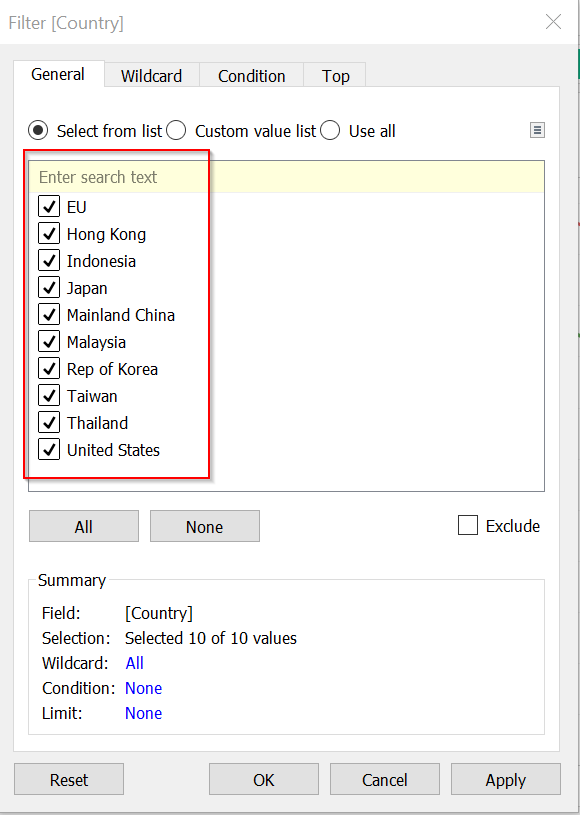 Filter [Country]
General Wildcard Condition Top
Select from list Custom value list Use all
Enter search text
EU
Hong Kong
Indonesia
Japan
Mainland China
Malaysia
Rep of Korea
Taiwan
Thailand
United States
All None Exclude
Summary
Field: [Country]
Selection: Selected 10 of 10 values
Wildcard: All
Condition: None
Limit: None
Reset OK Cancel Apply